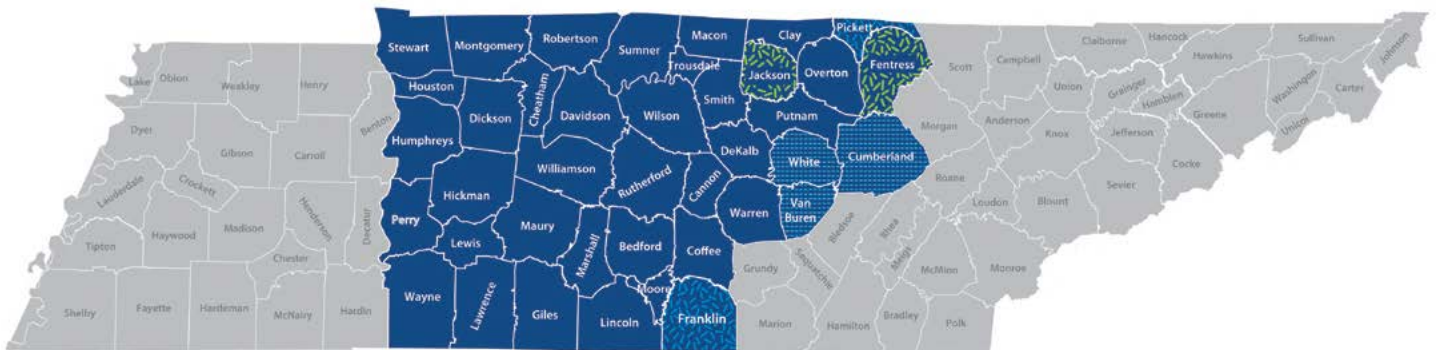 Stewart
Montgomery
Robertson
Sumner
Macon
Trousdale
Clay
Pickett
Jackson
Overton
Fentress
Houston
Dickson
Cheatham
Davidson
Wilson
Smith
Putnam
Humphreys
Williamson
Rutherford
Cannon
DeKalb
White
Cumberland
Hickman
Perry
Lewis
Maury
Marshall
Bedford
Coffee
Warren
Van
Buren
Wayne
Lawrence
Giles
Lincoln
Moore
Franklin
Lake
Obion
Weakley
Henry
Benton
Dyer
Gibson
Carroll
Lauderdale
Crockett
Henderson
Decatur
Tipton
Haywood
Madison
Chester
Shelby
Fayette
Hardeman
McNairy
Hardin
Scott
Campbell
Claiborne
Hancock
Hawkins
Sullivan
Johnson
Union
Grainger
Hamblen
Greene
Washington
Unicoi
Carter
Morgan
Anderson
Knox
Jefferson
Cocke
Roane
Loudon
Blount
Sevier
Bledsoe
Rhea
Meigs
McMinn
Monroe
Grundy
Sequatchie
Marion
Hamilton
Bradley
Polk